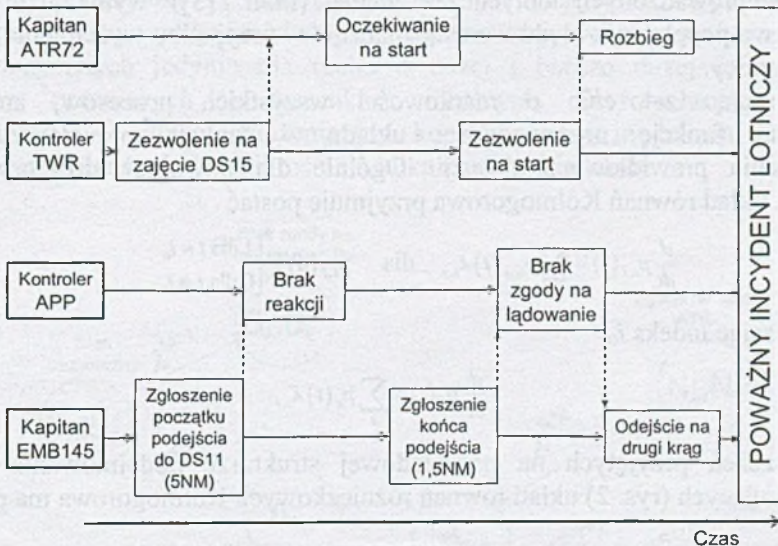 Kapitan
ATR72
Oczekiwanie
na start
Rozbieg
Kontroler
TWR
Zezwolenie na
zajęcie DS15
Zezwolenie
na start
Kontroler
APP
Brak
reakcji
Brak
zgody na
lądowanie
Kapitan
EMB145
Zgłoszenie
początku
podejścia
do DS11
(5NM)
Zgłoszenie
końca
podejścia
(1,5NM)
Odejście na
drugi krąg
POWAŻNY INCYDENT LOTNICZY
Czas